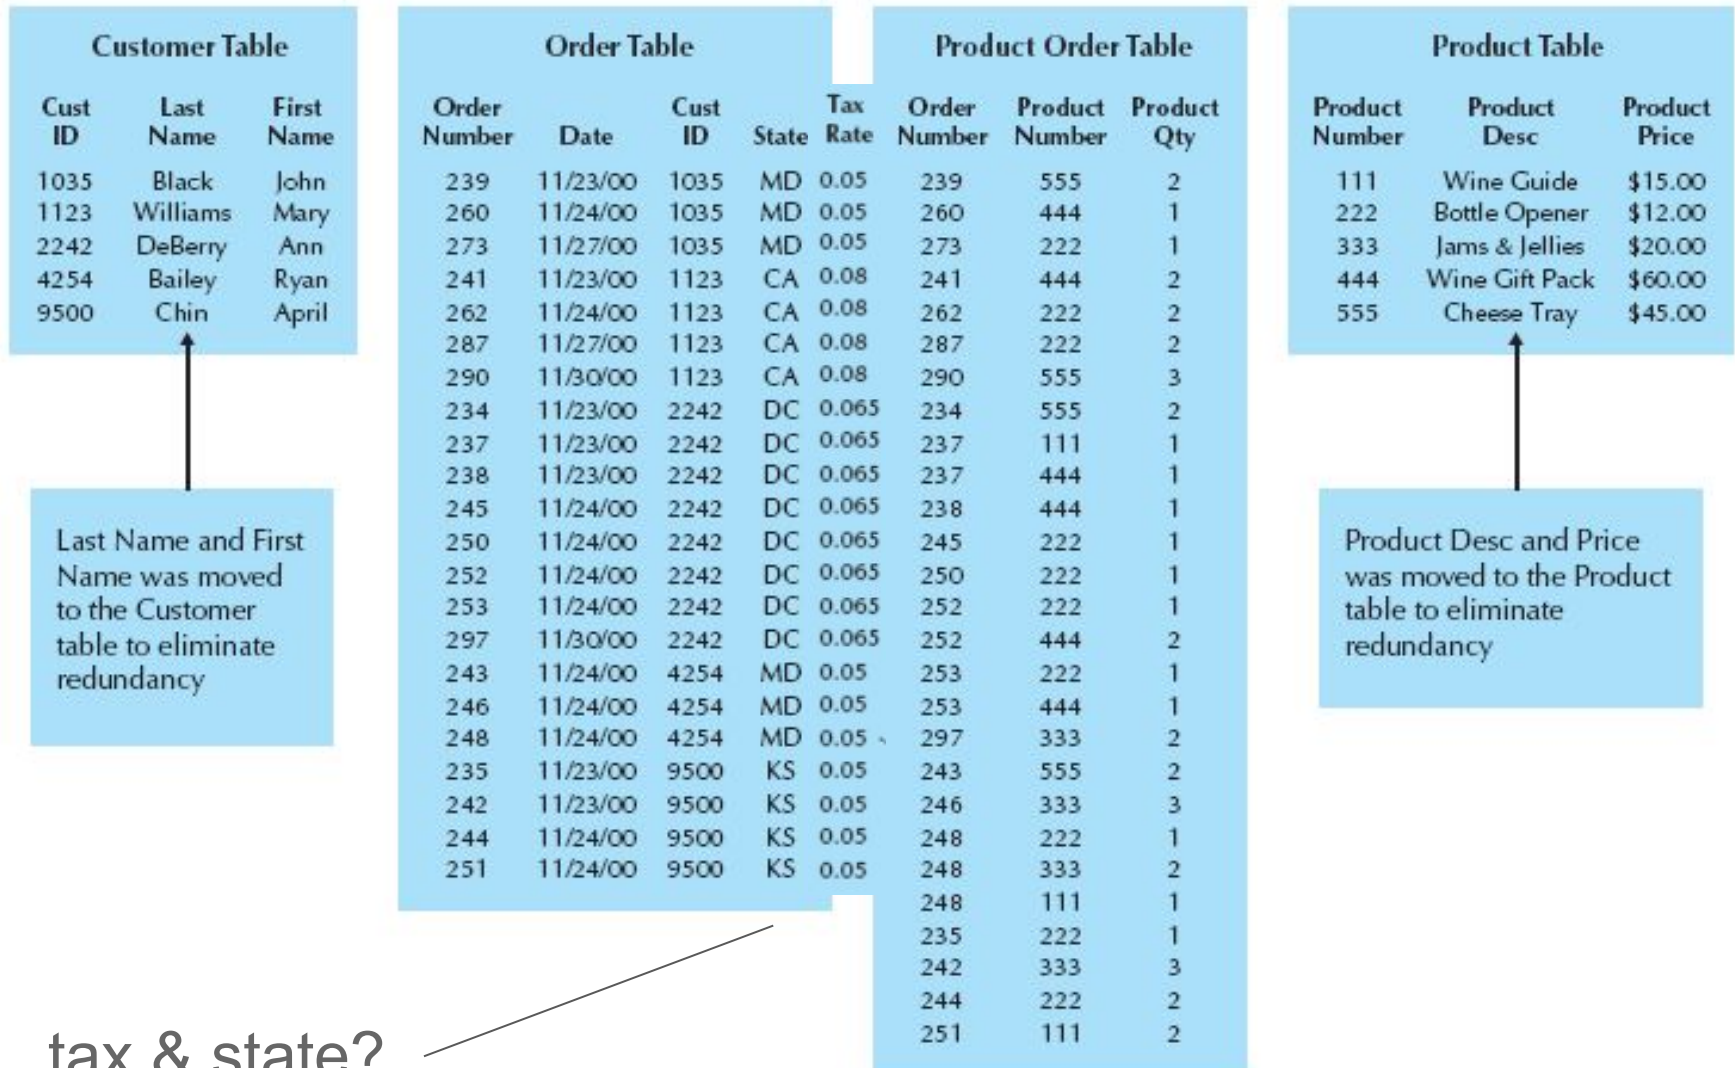 Customer Table
Cust Last First
ID Name Name
1035 Black John
1123 Williams Mary
2242 DeBerry Ann
4254 Bailey Ryan
9500 Chin April
Last Name and First
Name was moved
to the Customer
table to eliminate
redundancy
Order Table
Order Cust Tax
Number Date ID State Rate
239 11/23/00 1035 MD 0.05
260 11/24/00 1035 MD 0.05
273 11/27/00 1035 MD 0.05
241 11/23/00 1123 CA 0.08
262 11/24/00 1123 CA 0.08
287 11/27/00 1123 CA 0.08
290 11/30/00 1123 CA 0.08
234 11/23/00 2242 DC 0.065
237 11/23/00 2242 DC 0.065
238 11/23/00 2242 DC 0.065
245 11/24/00 2242 DC 0.065
250 11/24/00 2242 DC 0.065
252 11/24/00 2242 DC 0.065
253 11/24/00 2242 DC 0.065
297 11/30/00 2242 DC 0.065
243 11/24/00 4254 MD 0.05
246 11/24/00 4254 MD 0.05
248 11/24/00 4254 MD 0.05
235 11/23/00 9500 KS 0.05
242 11/23/00 9500 KS 0.05
244 11/24/00 9500 KS 0.05
251 11/24/00 9500 KS 0.05
Product Order Table
Order Product Product
Number Number Qty
239 555 2
260 444 1
273 222 1
241 444 2
262 222 2
287 222 2
290 555 3
234 555 2
237 111 1
237 444 1
238 444 1
245 222 1
250 222 1
252 222 1
252 444 2
253 222 1
253 444 1
297 333 2
243 555 2
246 333 3
248 222 1
248 333 2
248 111 1
235 222 1
242 333 3
244 222 2
251 111 2
Product Table
Product Product Product
Number Desc Price
111 Wine Guide $15.00
222 Bottle Opener $12.00
333 Jams & Jellies $20.00
444 Wine Gift Pack $60.00
555 Cheese Tray $45.00
Product Desc and Price
was moved to the Product
table to eliminate
redundancy
tax & state?